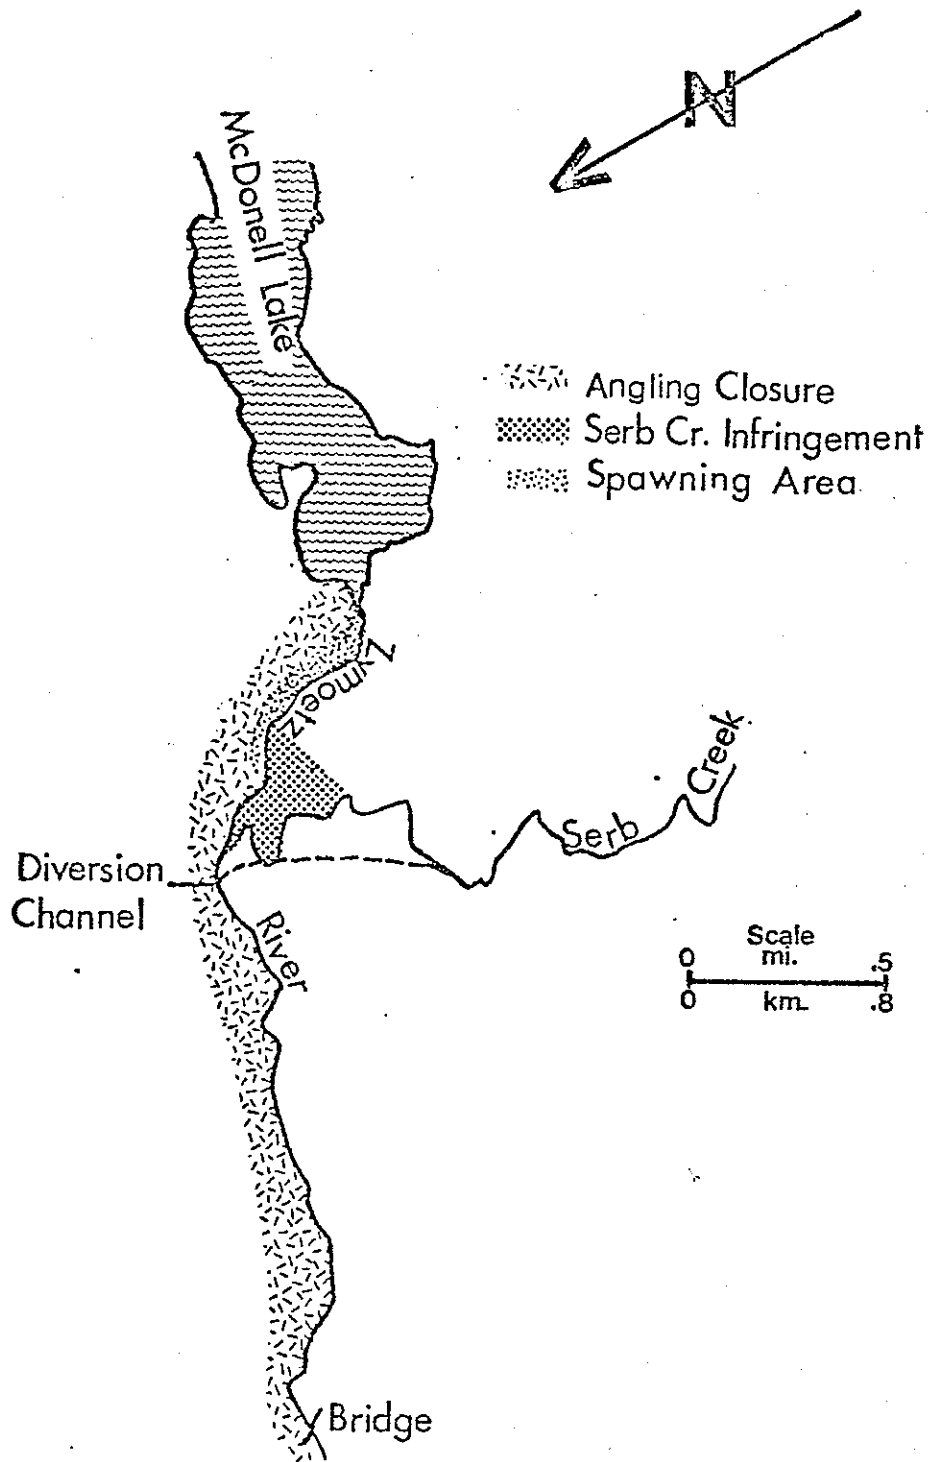 N
McDonell Lake
Angling Closure
Serb Cr. Infringement
Spawning Area
Zymoetz
Serb Creek
Diversion
Channel
River
Scale
0 mi. .5
0 km. .8
Bridge